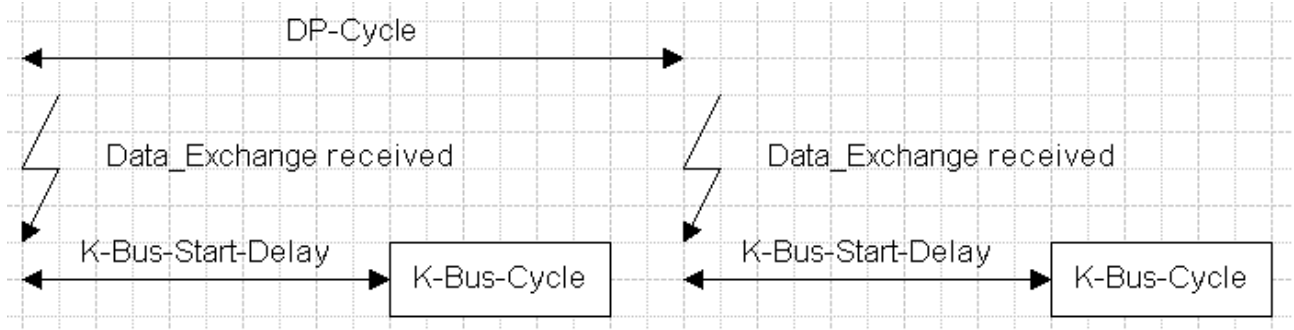 DP-Cycle
Data_Exchange received
Data_Exchange received
K-Bus-Start-Delay
K-Bus-Cycle
K-Bus-Start-Delay
K-Bus-Cycle